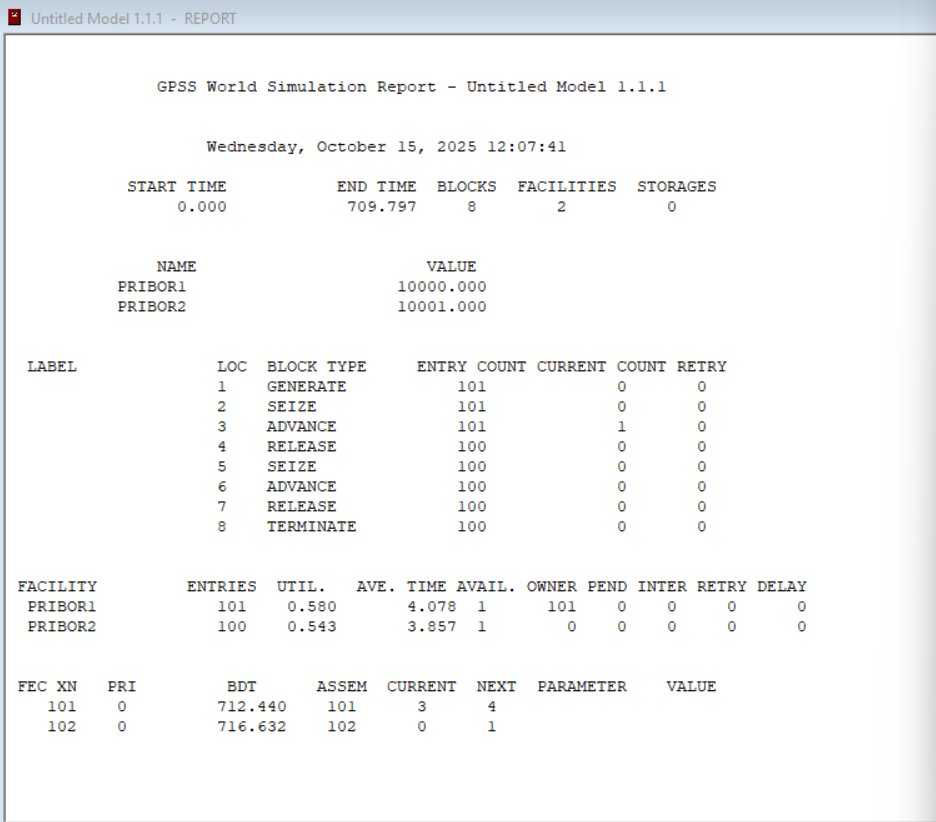 Untitled Model 1.1.1 - REPORT
GPSS World Simulation Report - Untitled Model 1.1.1
Wednesday, October 15, 2025 12:07:41
START TIME END TIME BLOCKS FACILITIES STORAGES
0.000 709.797 8 2 0
NAME VALUE
PRIBOR1 10000.000
PRIBOR2 10001.000
LABEL LOC BLOCK TYPE ENTRY COUNT CURRENT COUNT RETRY
1 GENERATE 101 0 0
2 SEIZE 101 0 0
3 ADVANCE 101 1 0
4 RELEASE 100 0 0
5 SEIZE 100 0 0
6 ADVANCE 100 0 0
7 RELEASE 100 0 0
8 TERMINATE 100 0 0
FACILITY ENTRIES UTIL. AVE. TIME AVAIL. OWNER PEND INTER RETRY DELAY
PRIBOR1 101 0.580 4.078 1 101 0 0 0 0
PRIBOR2 100 0.543 3.857 1 0 0 0 0 0
FEC XN PRI BDT ASSEM CURRENT NEXT PARAMETER VALUE
101 0 712.440 101 3 4
102 0 716.632 102 0 1